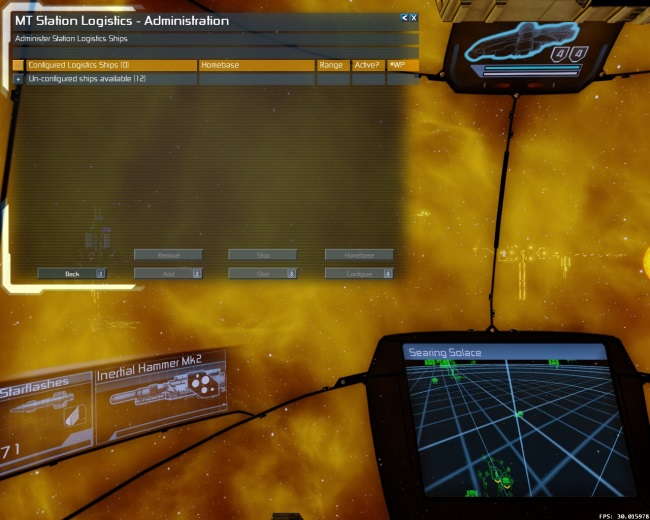 MT Station Logistics - Administration
Administer Station Logistics Ships
Configured Logistics Ships (0) Homebase Range Active? *WP
Un-configured ships available (12)
Remove Stop Homebase
Back Add Start Configure
4 4
Starflashes
71
Inertial Hammer Mk2
Searing Solace
FPS: 30.015978